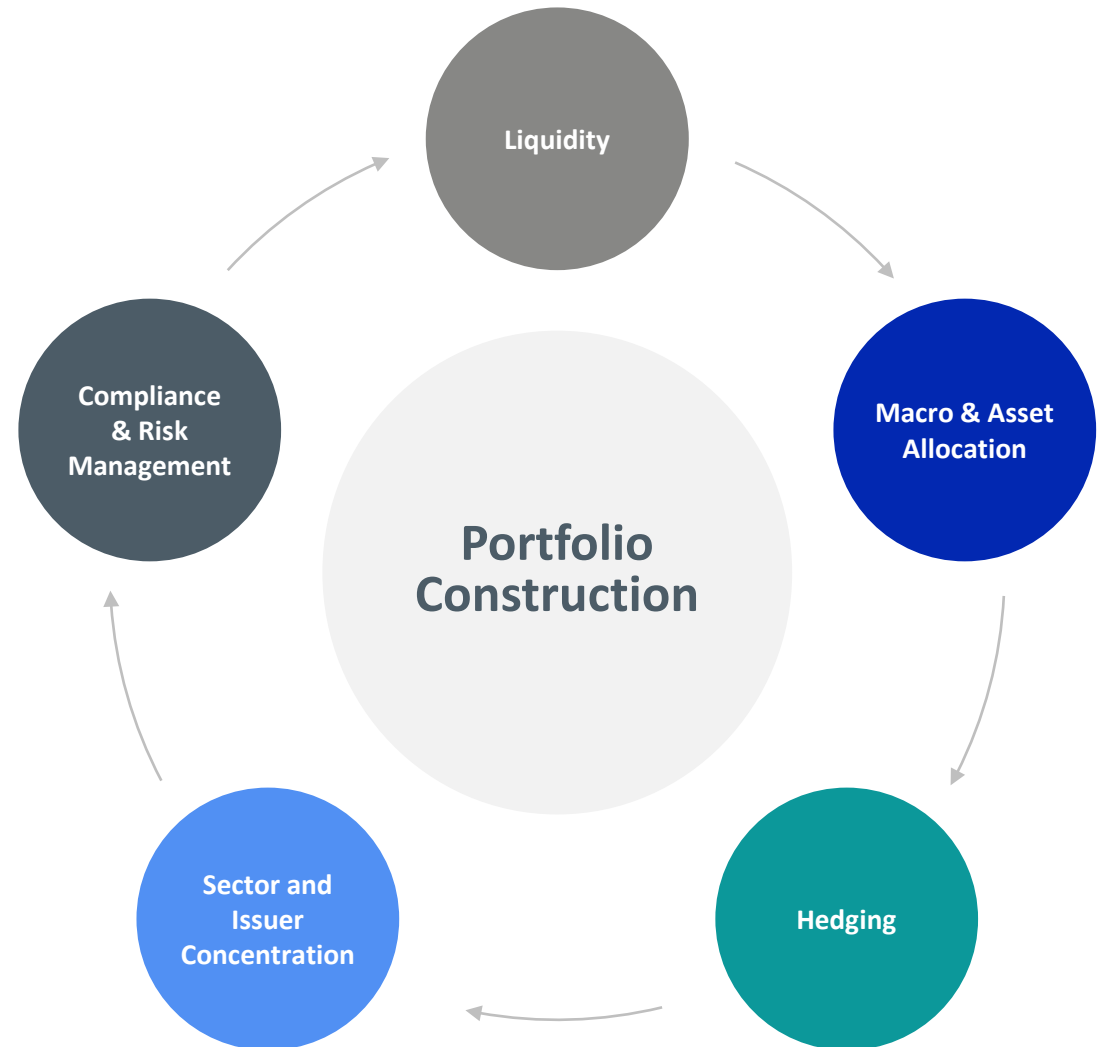 Liquidity
Macro & Asset
Allocation
Hedging
Sector and
Issuer
Concentration
Compliance
& Risk
Management
Portfolio
Construction